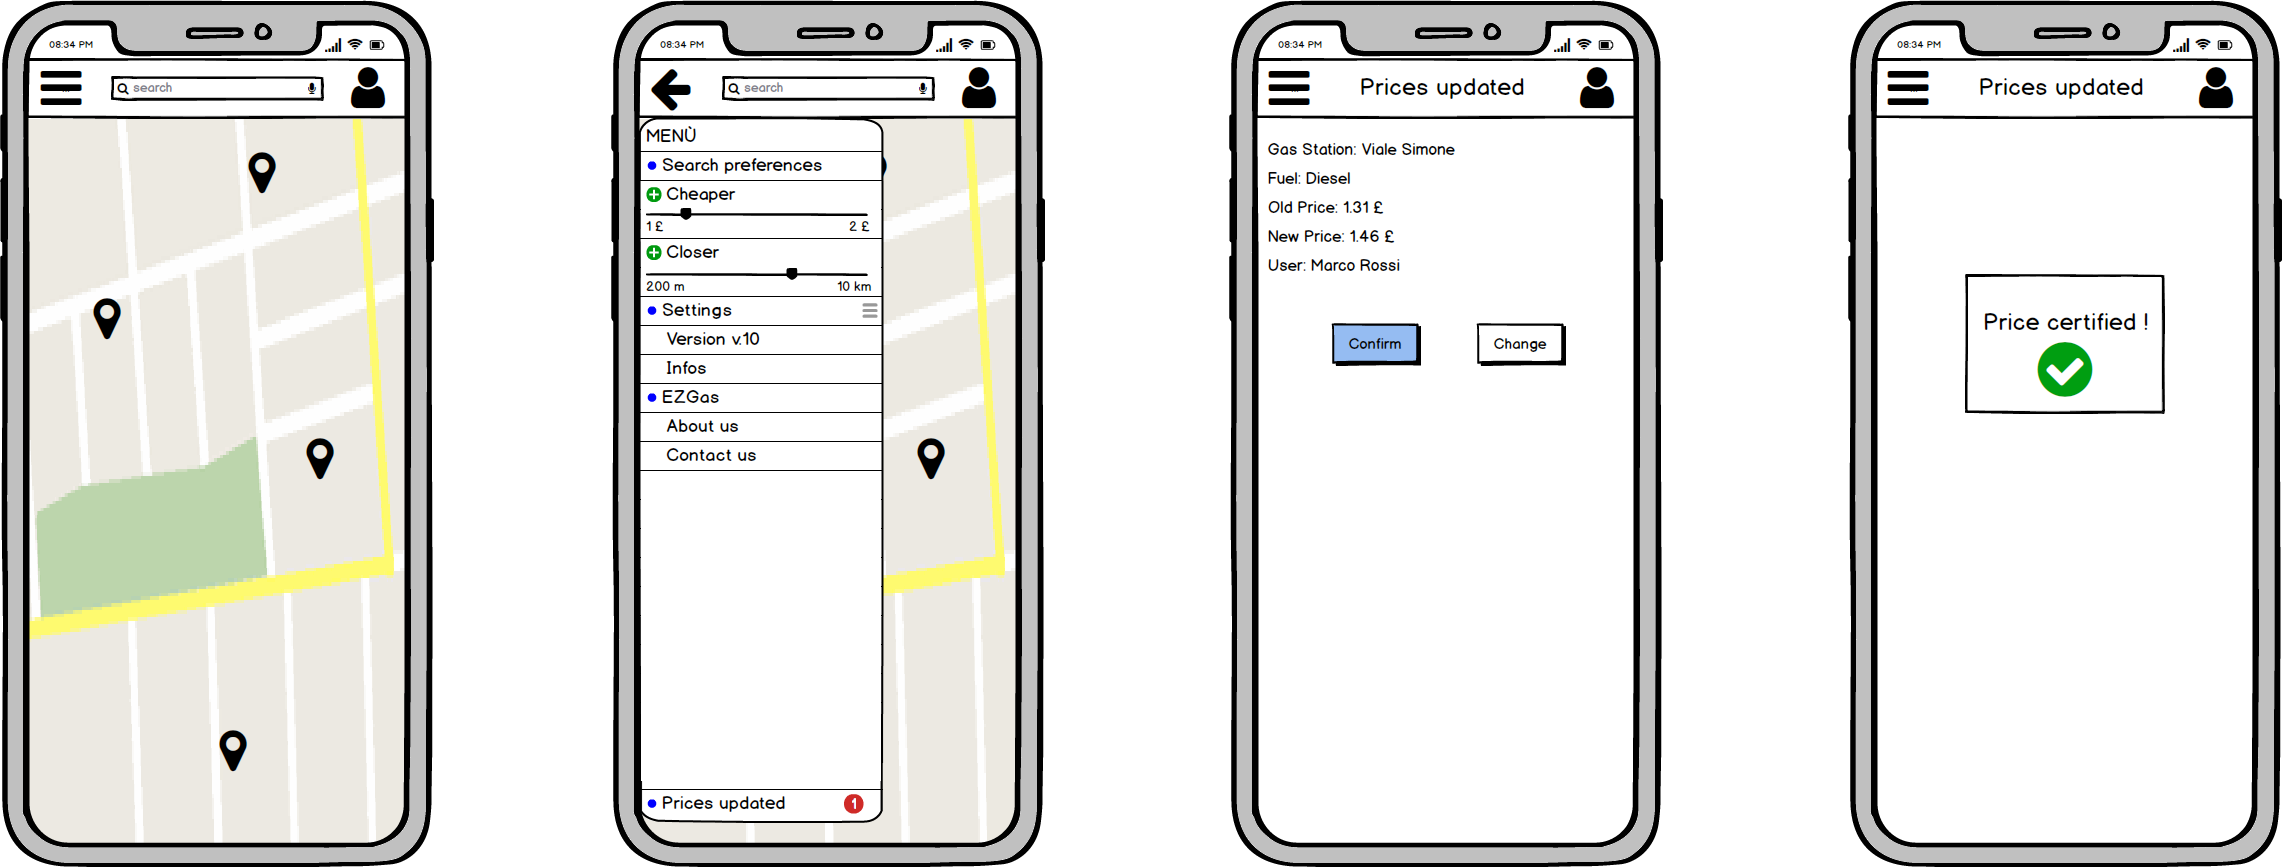 08:34 PM
search
08:34 PM
search
MENÙ
Search preferences
Cheaper
1 £ 2 £
Closer
200 m 10 km
Settings
Version v.10
Infos
EZGas
About us
Contact us
Prices updated 1
08:34 PM
Prices updated
Gas Station: Viale Simone
Fuel: Diesel
Old Price: 1.31 £
New Price: 1.46 £
User: Marco Rossi
Confirm Change
08:34 PM
Prices updated
Price certified !